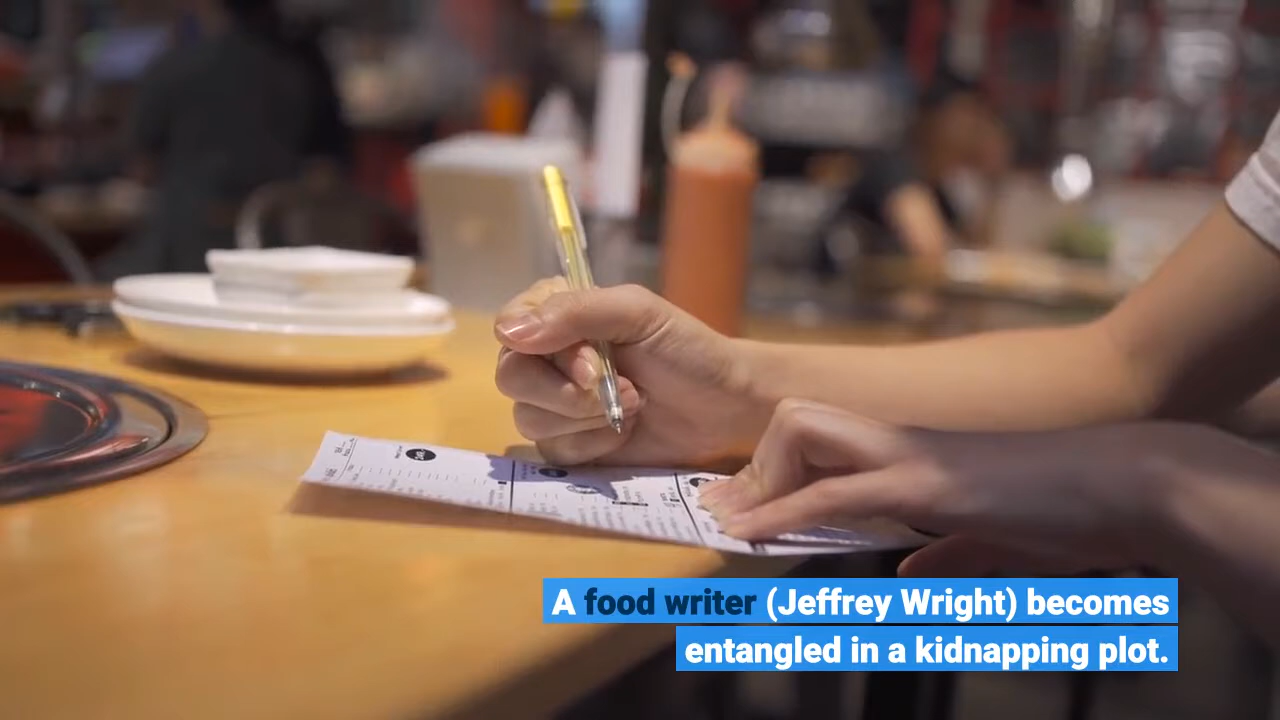 A food writer (Jeffrey Wright) becomes
entangled in a kidnapping plot.